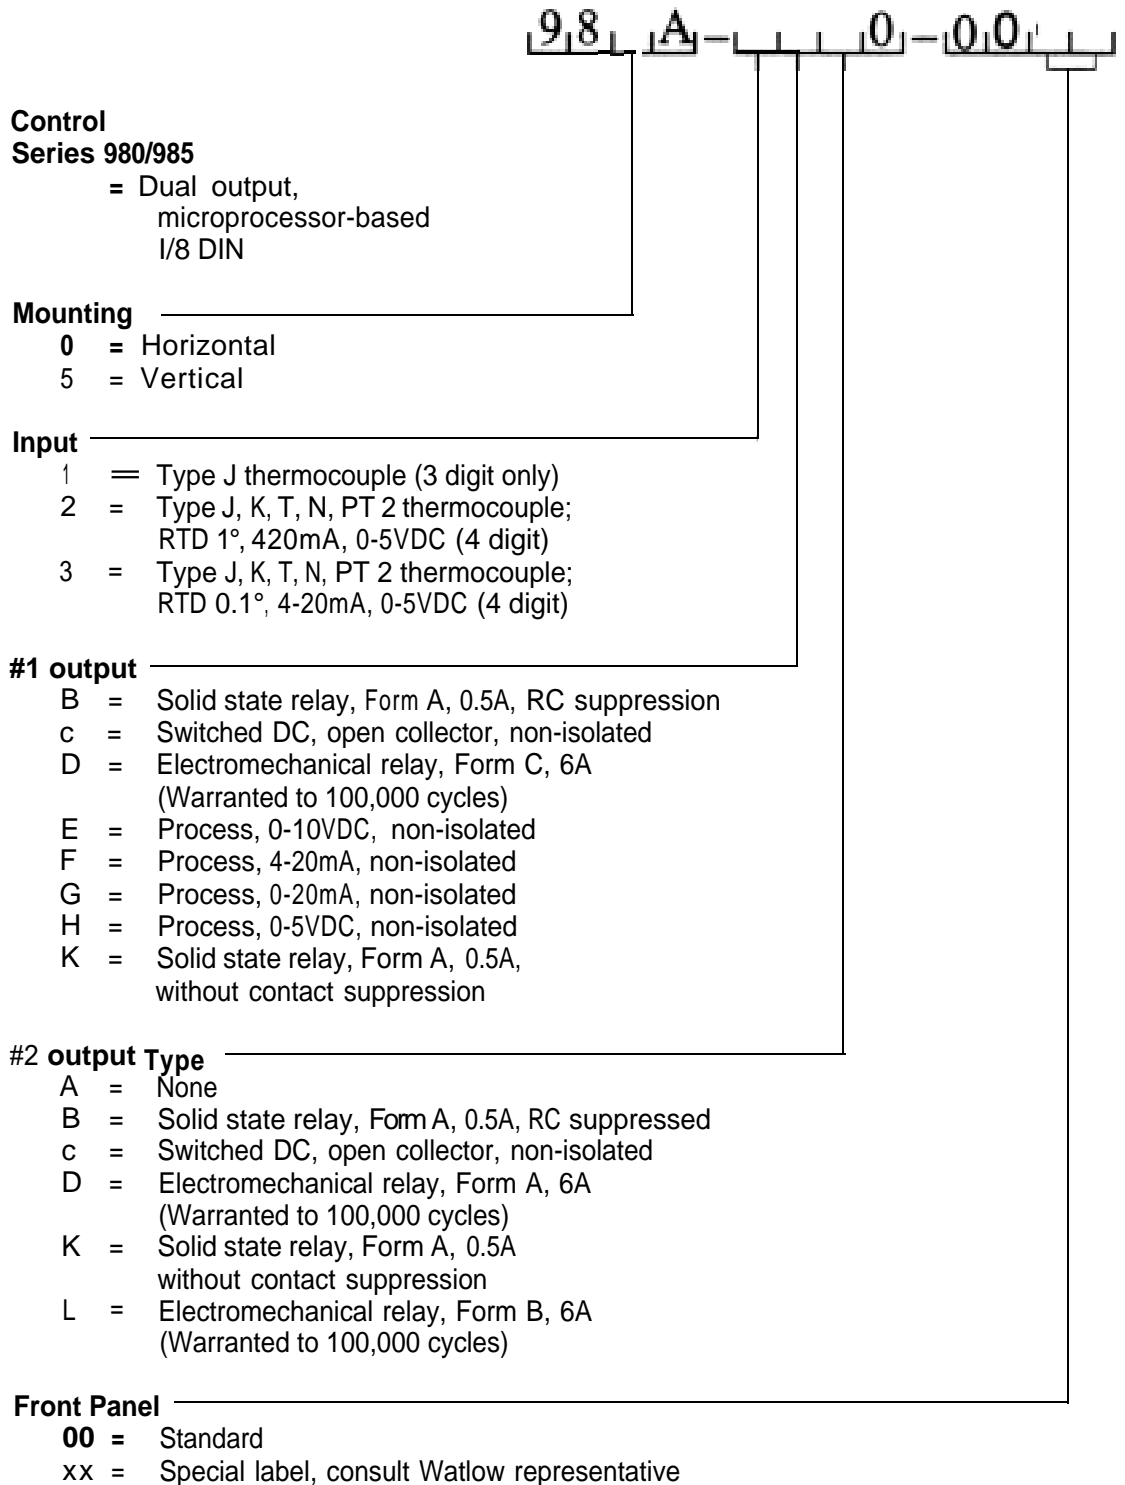 98 A- 0-00
Control
Series 980/985
= Dual output,
microprocessor-based
I/8 DIN
Mounting
0 = Horizontal
5 = Vertical
Input
1 = Type J thermocouple (3 digit only)
2 = Type J, K, T, N, PT 2 thermocouple;
RTD 1°, 420mA, 0-5VDC (4 digit)
3 = Type J, K, T, N, PT 2 thermocouple;
RTD 0.1°, 4-20mA, 0-5VDC (4 digit)
#1 output
B = Solid state relay, Form A, 0.5A, RC suppression
c = Switched DC, open collector, non-isolated
D = Electromechanical relay, Form C, 6A
(Warranted to 100,000 cycles)
E = Process, 0-10VDC, non-isolated
F = Process, 4-20mA, non-isolated
G = Process, 0-20mA, non-isolated
H = Process, 0-5VDC, non-isolated
K = Solid state relay, Form A, 0.5A,
without contact suppression
#2 output Type
A = None
B = Solid state relay, Form A, 0.5A, RC suppressed
c = Switched DC, open collector, non-isolated
D = Electromechanical relay, Form A, 6A
(Warranted to 100,000 cycles)
K = Solid state relay, Form A, 0.5A
without contact suppression
L = Electromechanical relay, Form B, 6A
(Warranted to 100,000 cycles)
Front Panel
00 = Standard
xx = Special label, consult Watlow representative